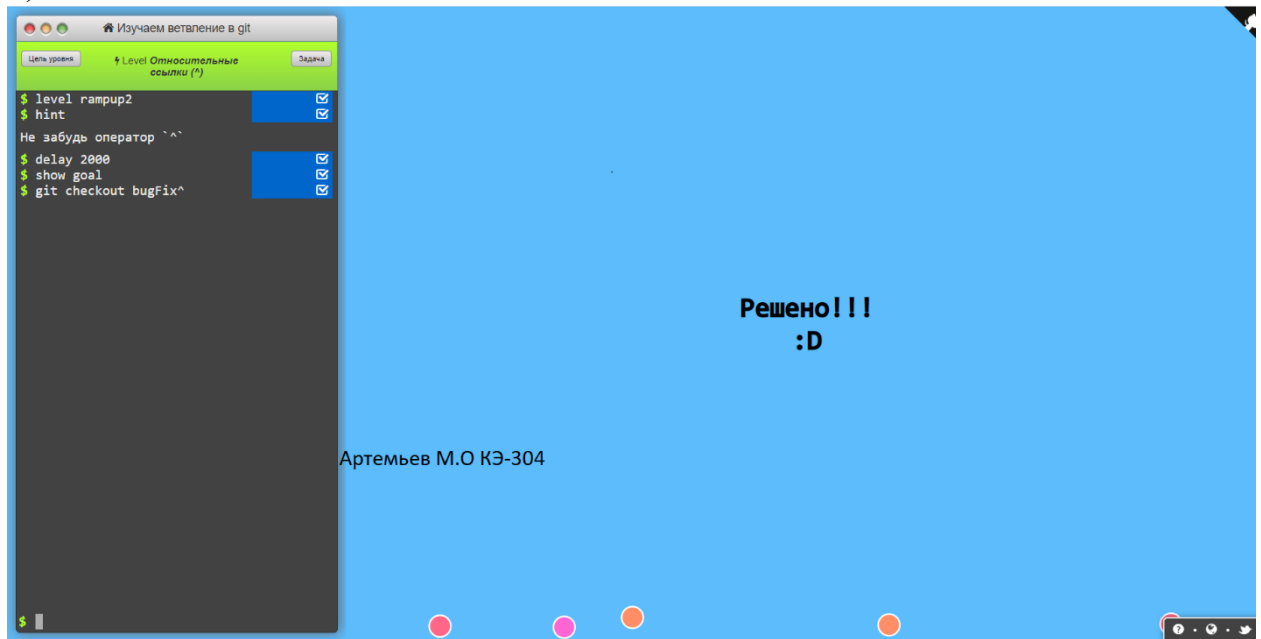 Изучаем ветвление в git
Цель уровня
Level Относительные
ссылки (^)
Задача
$ level rampup2
$ hint
Не забудь оператор `^`
$ delay 2000
$ show goal
$ git checkout bugFix^
Решено!!!
:D
Артемьев М.О КЭ-304
$